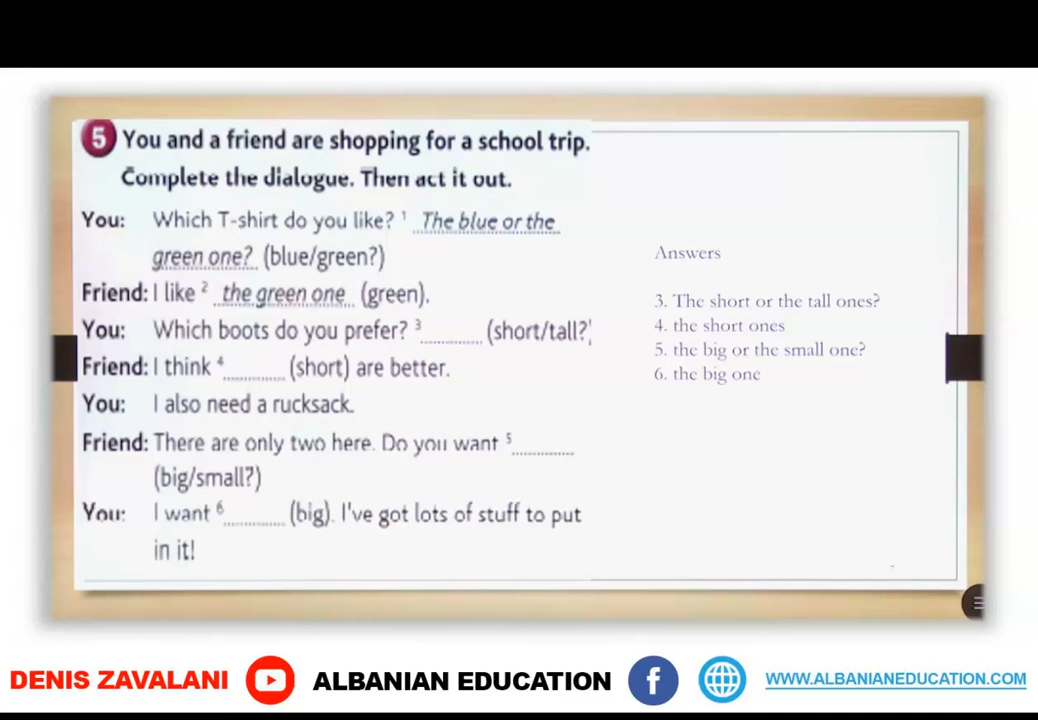 5 You and a friend are shopping for a school trip.
Complete the dialogue. Then act it out.
You: Which T-shirt do you like? 1 The blue or the
green one? (blue/green?)
Friend: I like 2 the green one (green).
You: Which boots do you prefer? 3 ........ (short/tall?)
Friend: I think 4 ........ (short) are better.
You: I also need a rucksack.
Friend: There are only two here. Do you want 5 ........
(big/small?)
You: I want 6 ........ (big). I've got lots of stuff to put
in it!
Answers
3. The short or the tall ones?
4. the short ones
5. the big or the small one?
6. the big one
DENIS ZAVALANI ALBANIAN EDUCATION f WWW.ALBANIANEDUCATION.COM